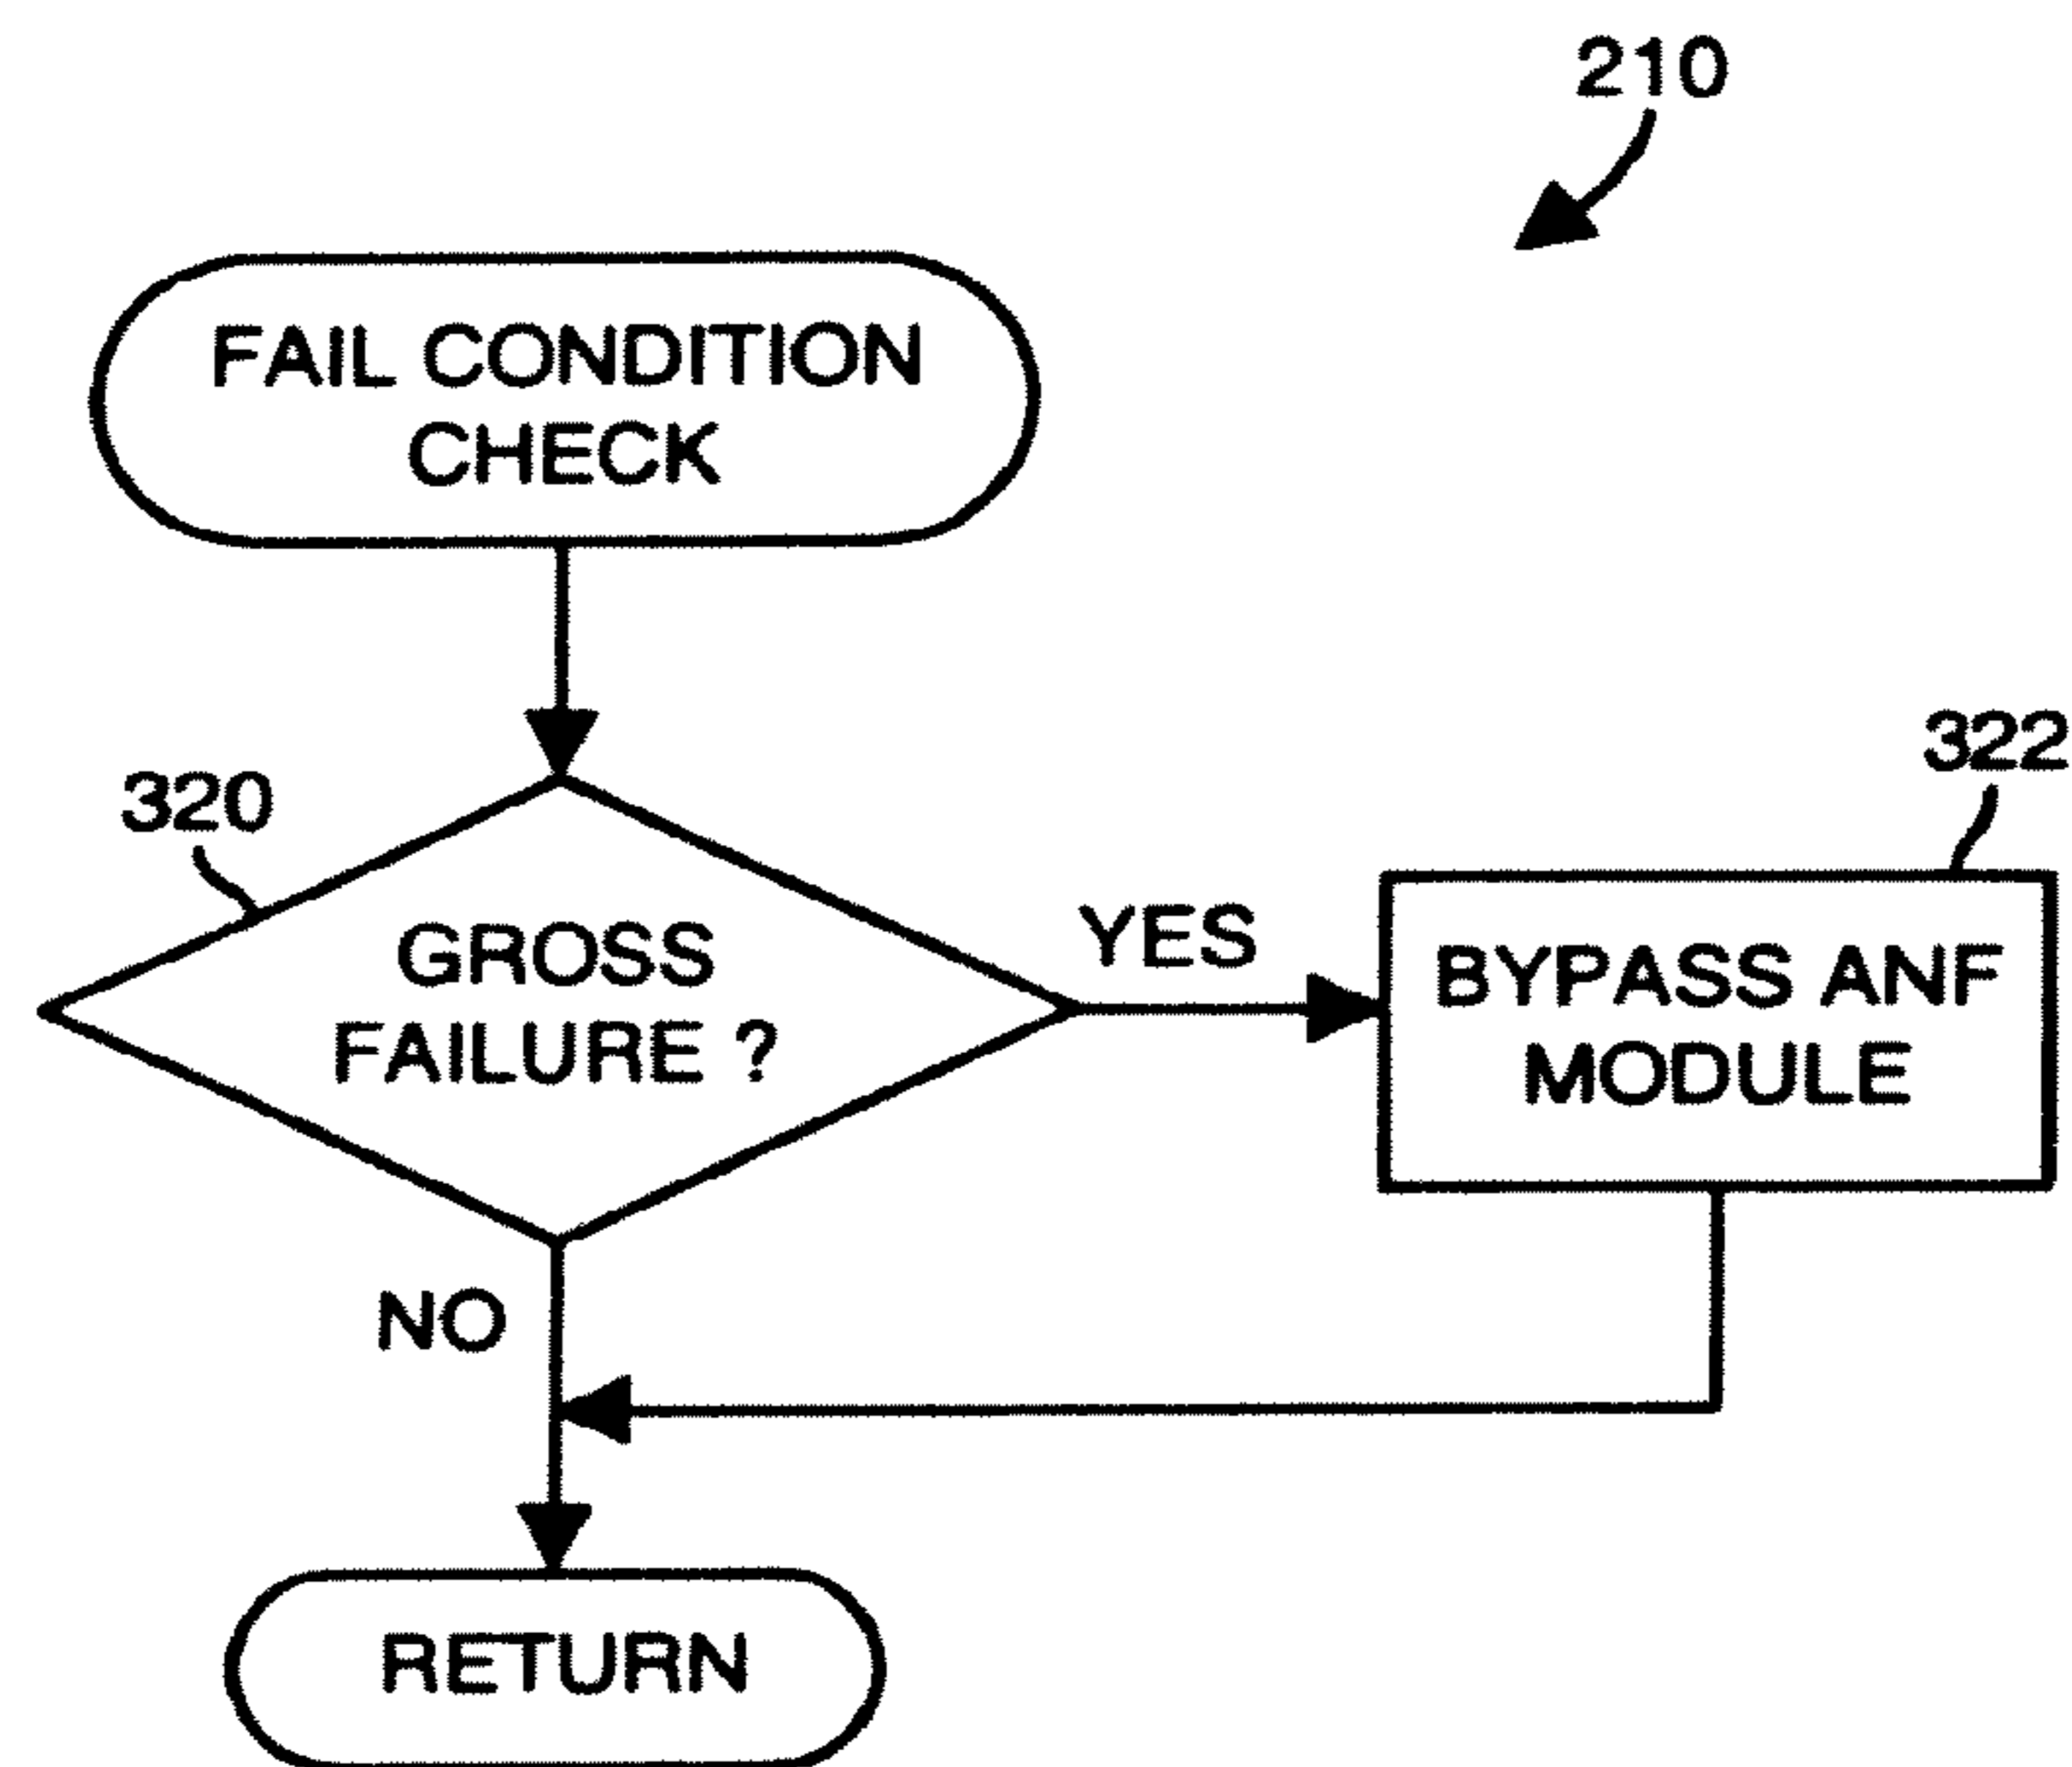 210
FAIL CONDITION
CHECK
322
320
GROSS
FAILURE ?
YES
BYPASS ANF
MODULE
NO
RETURN